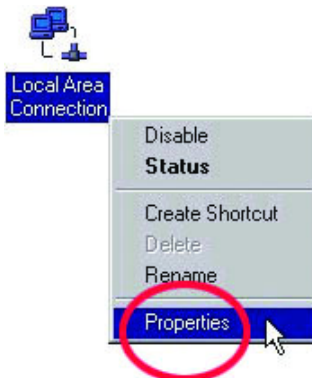 Local Area
Connection
Disable
Status
Create Shortcut
Delete
Rename
Properties